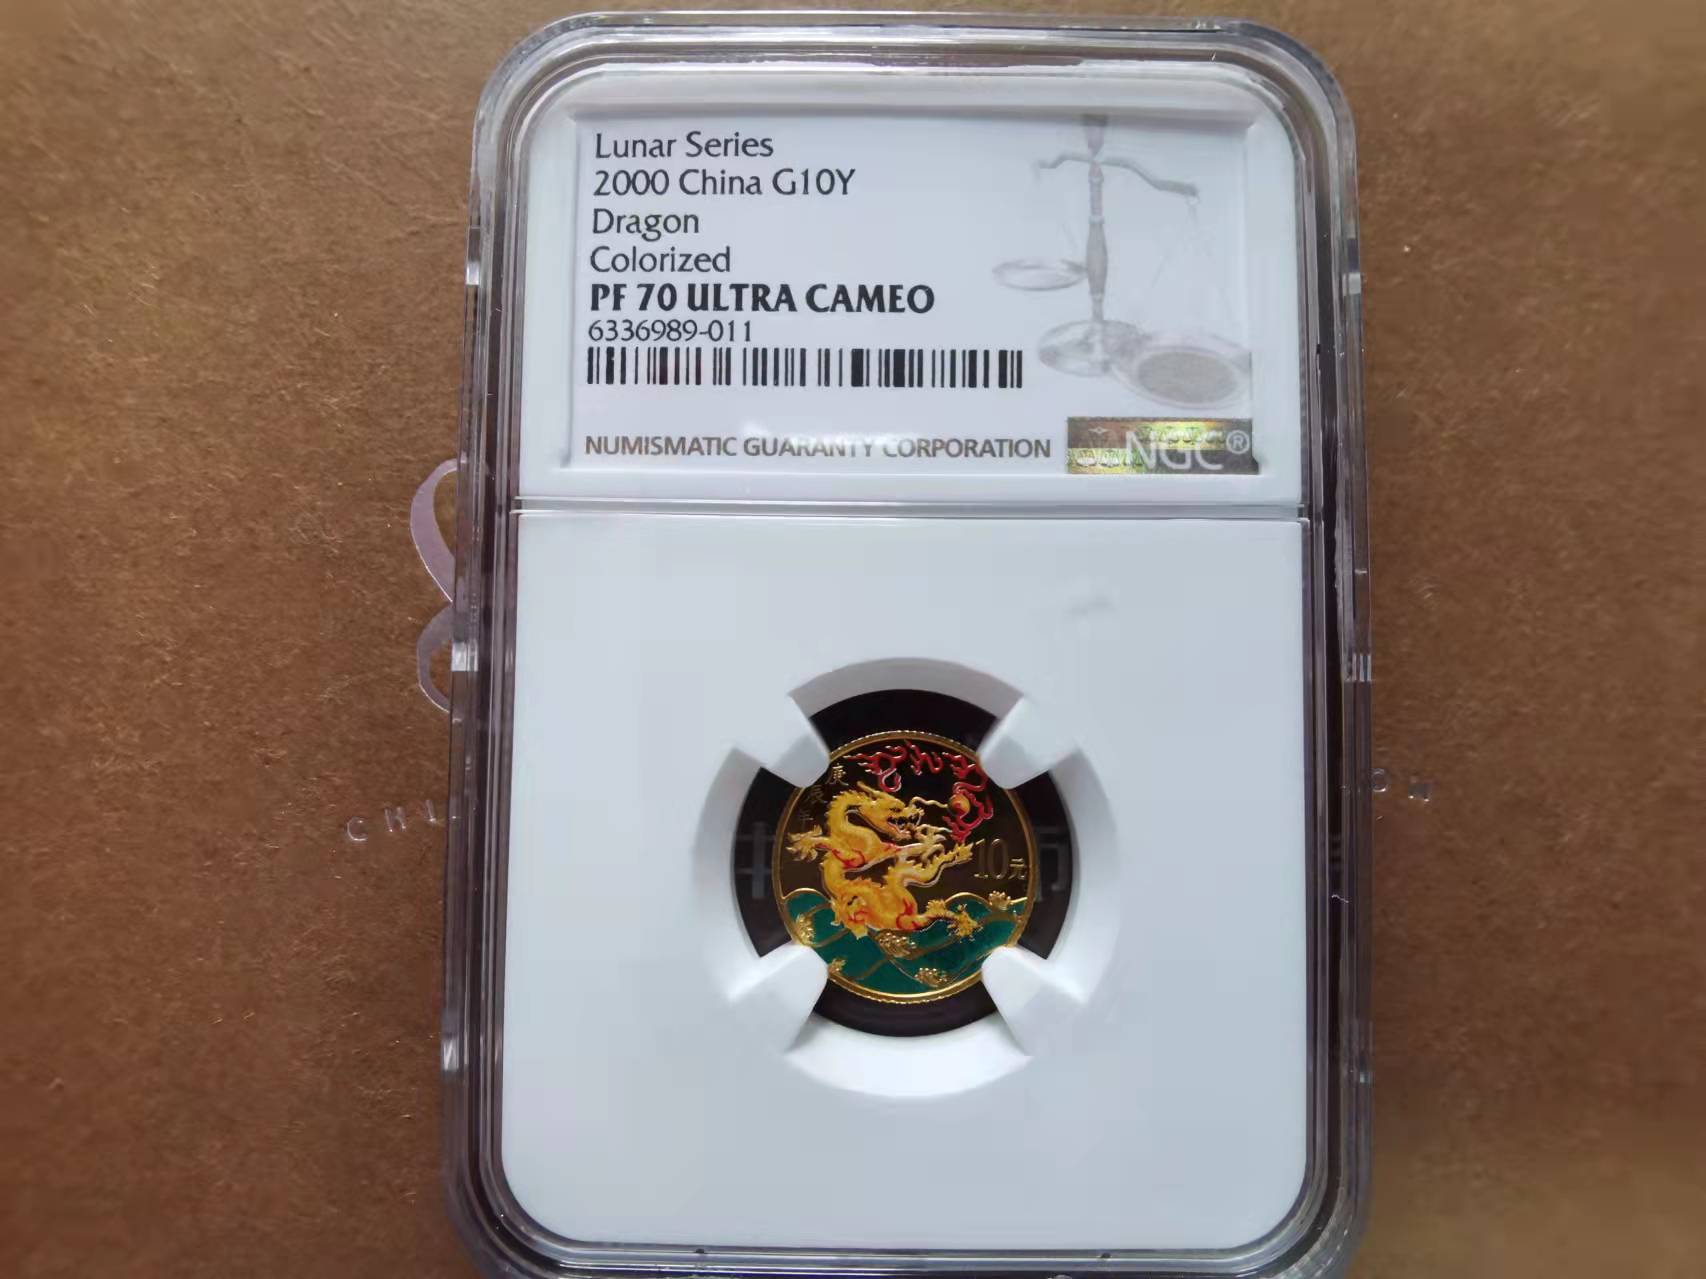 Lunar Series
2000 China G10Y
Dragon
Colorized
PF 70 ULTRA CAMEO
6336989-011
NUMISMATIC GUARANTY CORPORATION
NGC®
庚辰年
10元
CHI